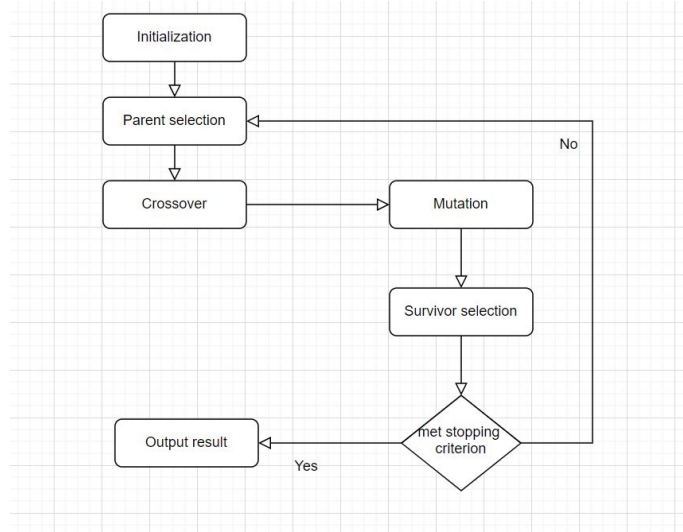 Initialization
Parent selection
No
Crossover
Mutation
Survivor selection
met stopping
criterion
Output result
Yes